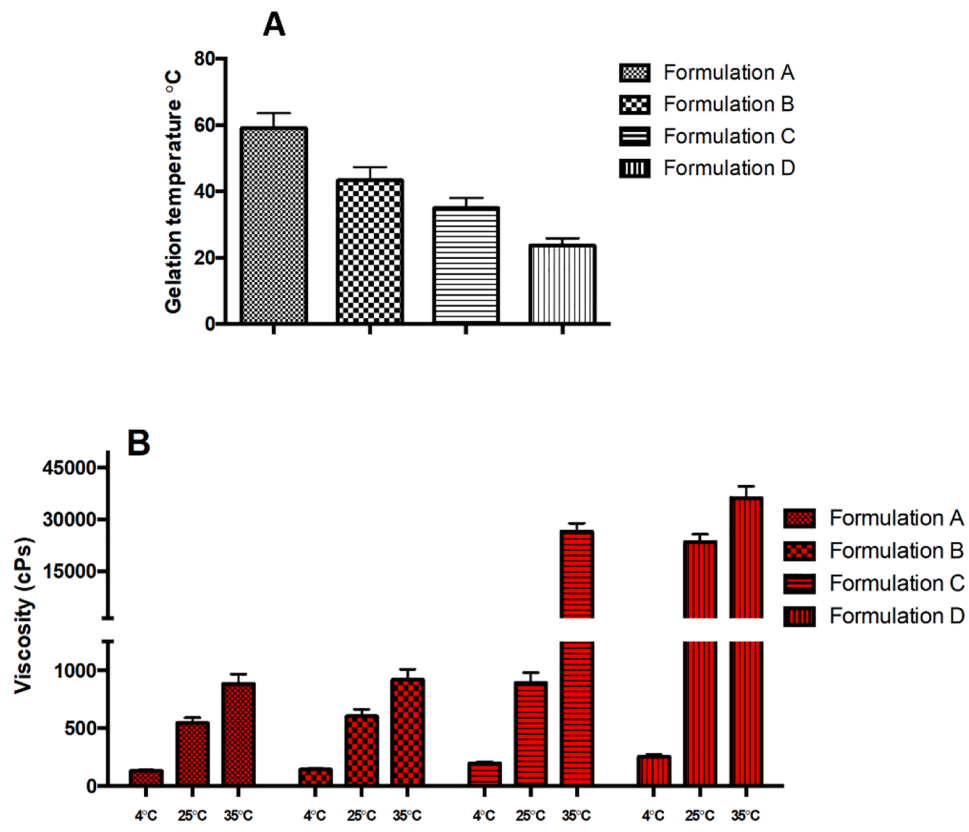 A
Gelation temperature °C
80
60
40
20
0
Formulation A
Formulation B
Formulation C
Formulation D
B
Viscosity (cPs)
45000
30000
15000
1000
500
0
4°C 25°C 35°C 4°C 25°C 35°C 4°C 25°C 35°C 4°C 25°C 35°C
Formulation A
Formulation B
Formulation C
Formulation D